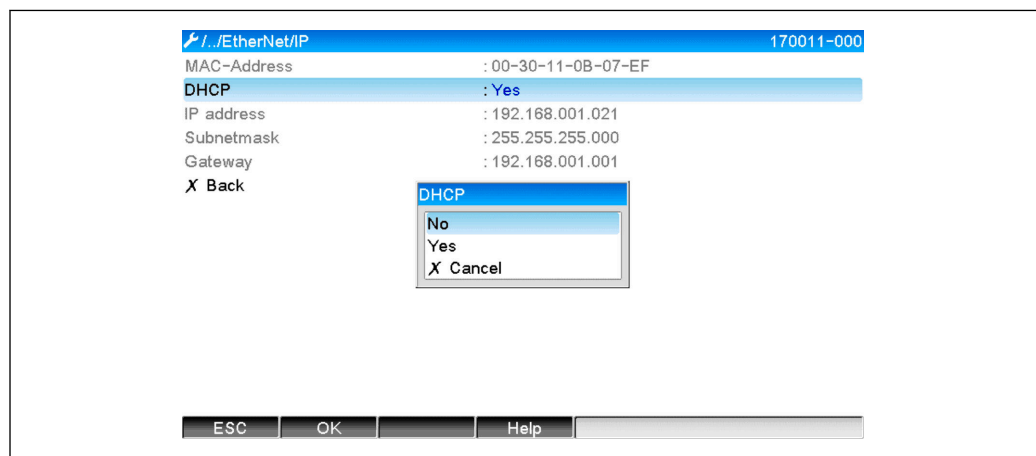 /../EtherNet/IP 170011-000
MAC-Address : 00-30-11-0B-07-EF
DHCP : Yes
IP address : 192.168.001.021
Subnetmask : 255.255.255.000
Gateway : 192.168.001.001
X Back
DHCP
No
Yes
X Cancel
ESC OK Help